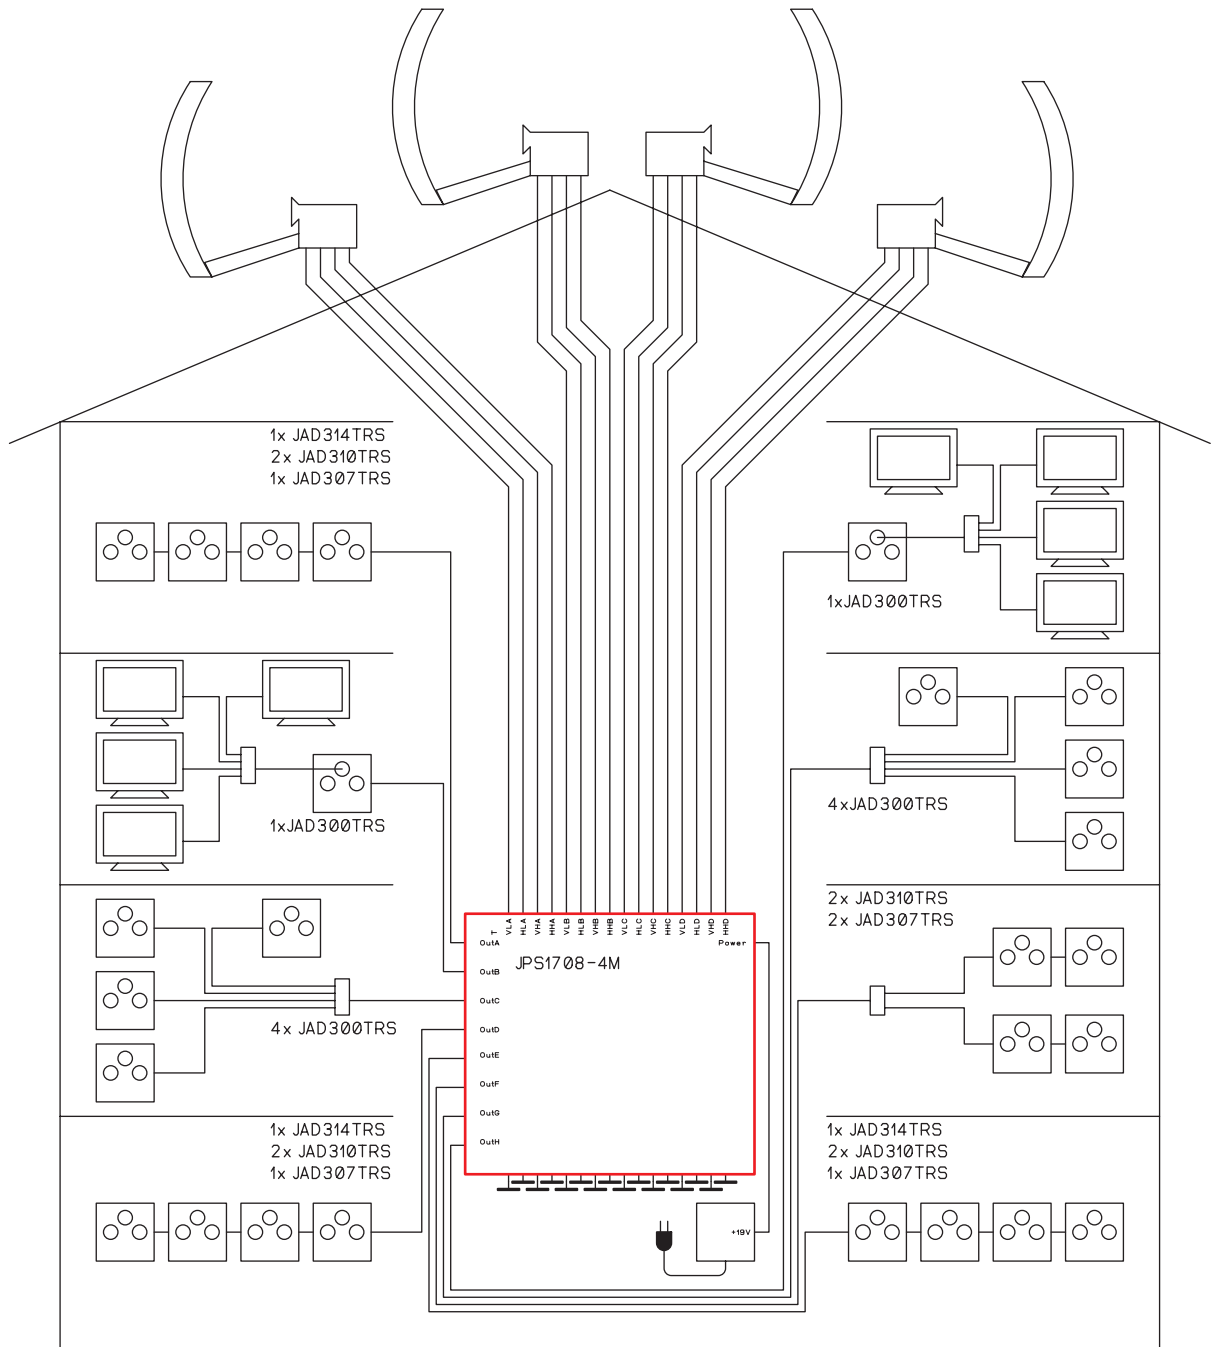 1x JAD314TRS
2x JAD310TRS
1x JAD307TRS
1xJAD300TRS
1xJAD300TRS
4xJAD300TRS
2x JAD310TRS
2x JAD307TRS
T VLA HLA VHA HHA VLB HLB VHB HHB VLC HLC VHC HHC VLD HLD VHD HHD
OutA
Power
JPS1708-4M
OutB
OutC
4x JAD300TRS
OutD
OutE
OutF
OutG
OutH
1x JAD314TRS
2x JAD310TRS
1x JAD307TRS
1x JAD314TRS
2x JAD310TRS
1x JAD307TRS
+19V